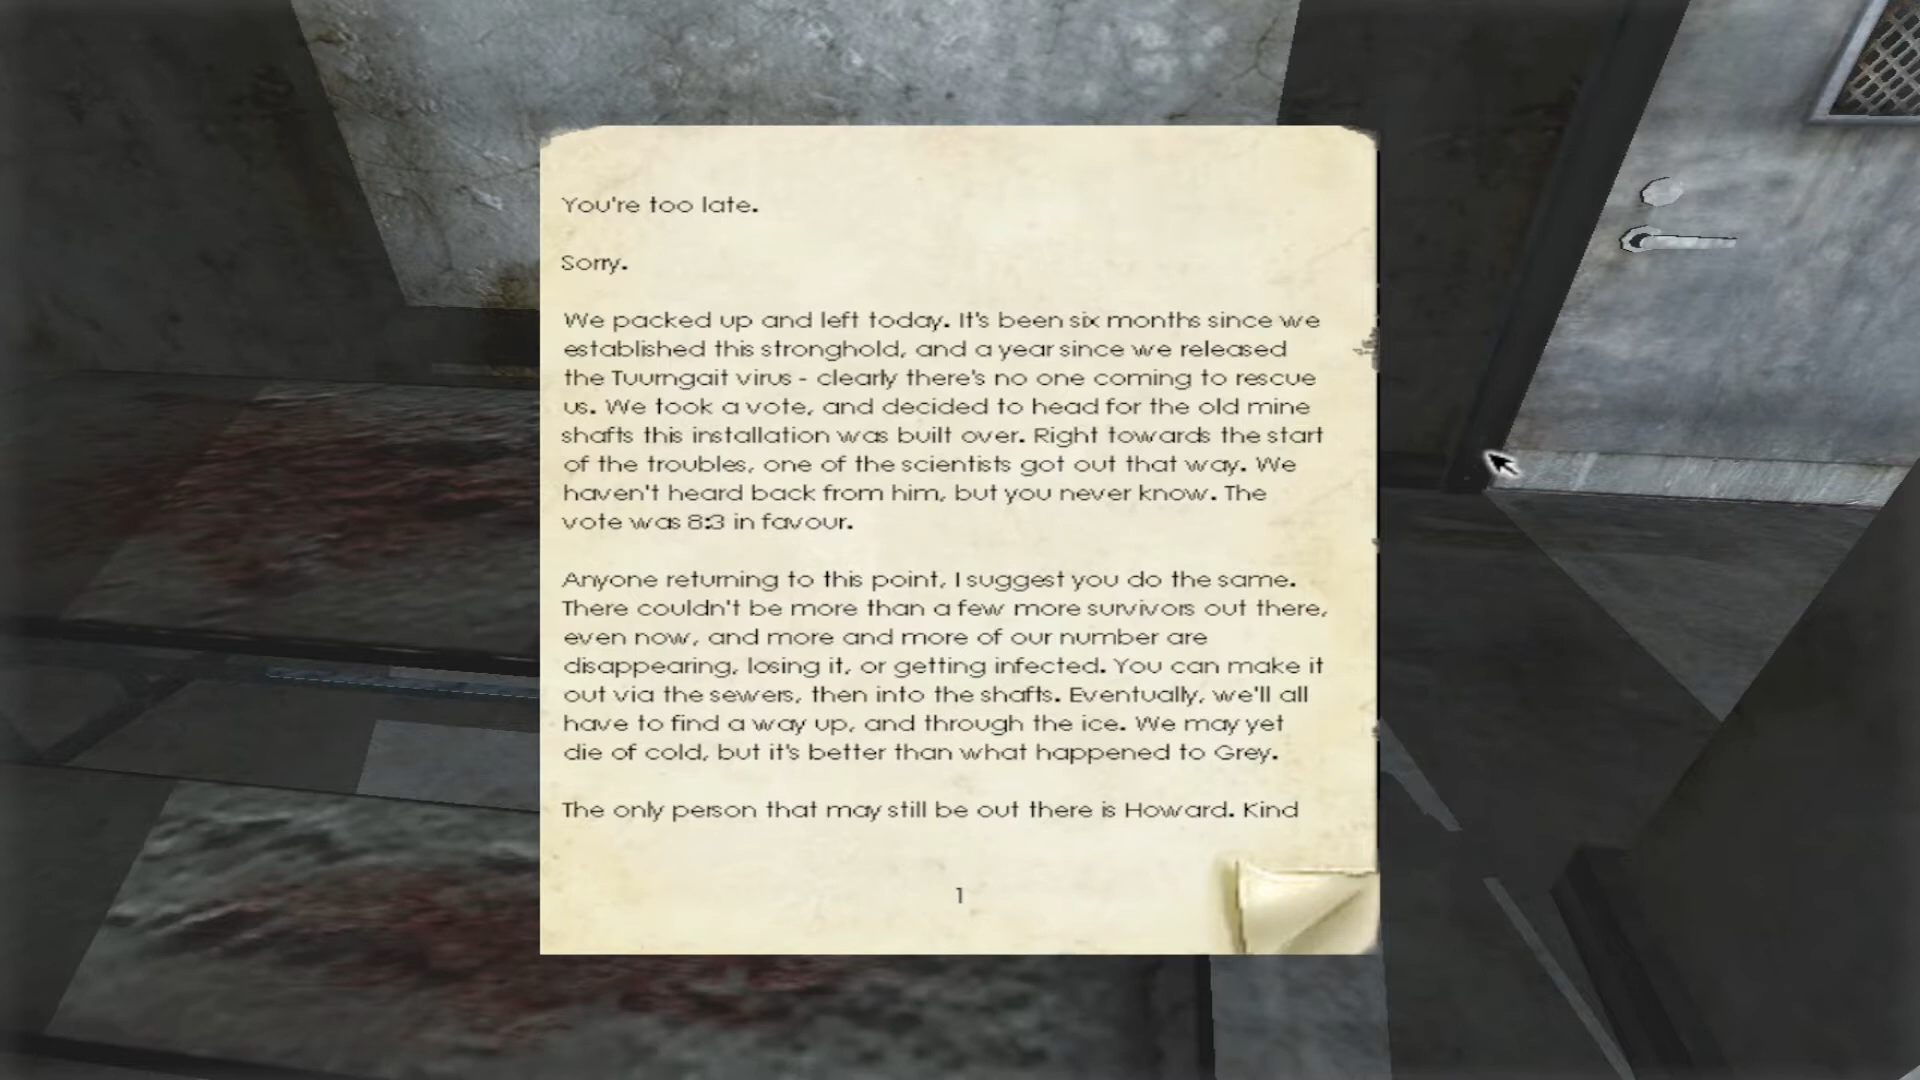 You're too late.
Sorry.
We packed up and left today. It's been six months since we
established this stronghold, and a year since we released
the Tuurngait virus - clearly there's no one coming to rescue
us. We took a vote, and decided to head for the old mine
shafts this installation was built over. Right towards the start
of the troubles, one of the scientists got out that way. We
haven't heard back from him, but you never know. The
vote was 8:3 in favour.
Anyone returning to this point, I suggest you do the same.
There couldn't be more than a few more survivors out there,
even now, and more and more of our number are
disappearing, losing it, or getting infected. You can make it
out via the sewers, then into the shafts. Eventually, we'll all
have to find a way up, and through the ice. We may yet
die of cold, but it's better than what happened to Grey.
The only person that may still be out there is Howard. Kind
1